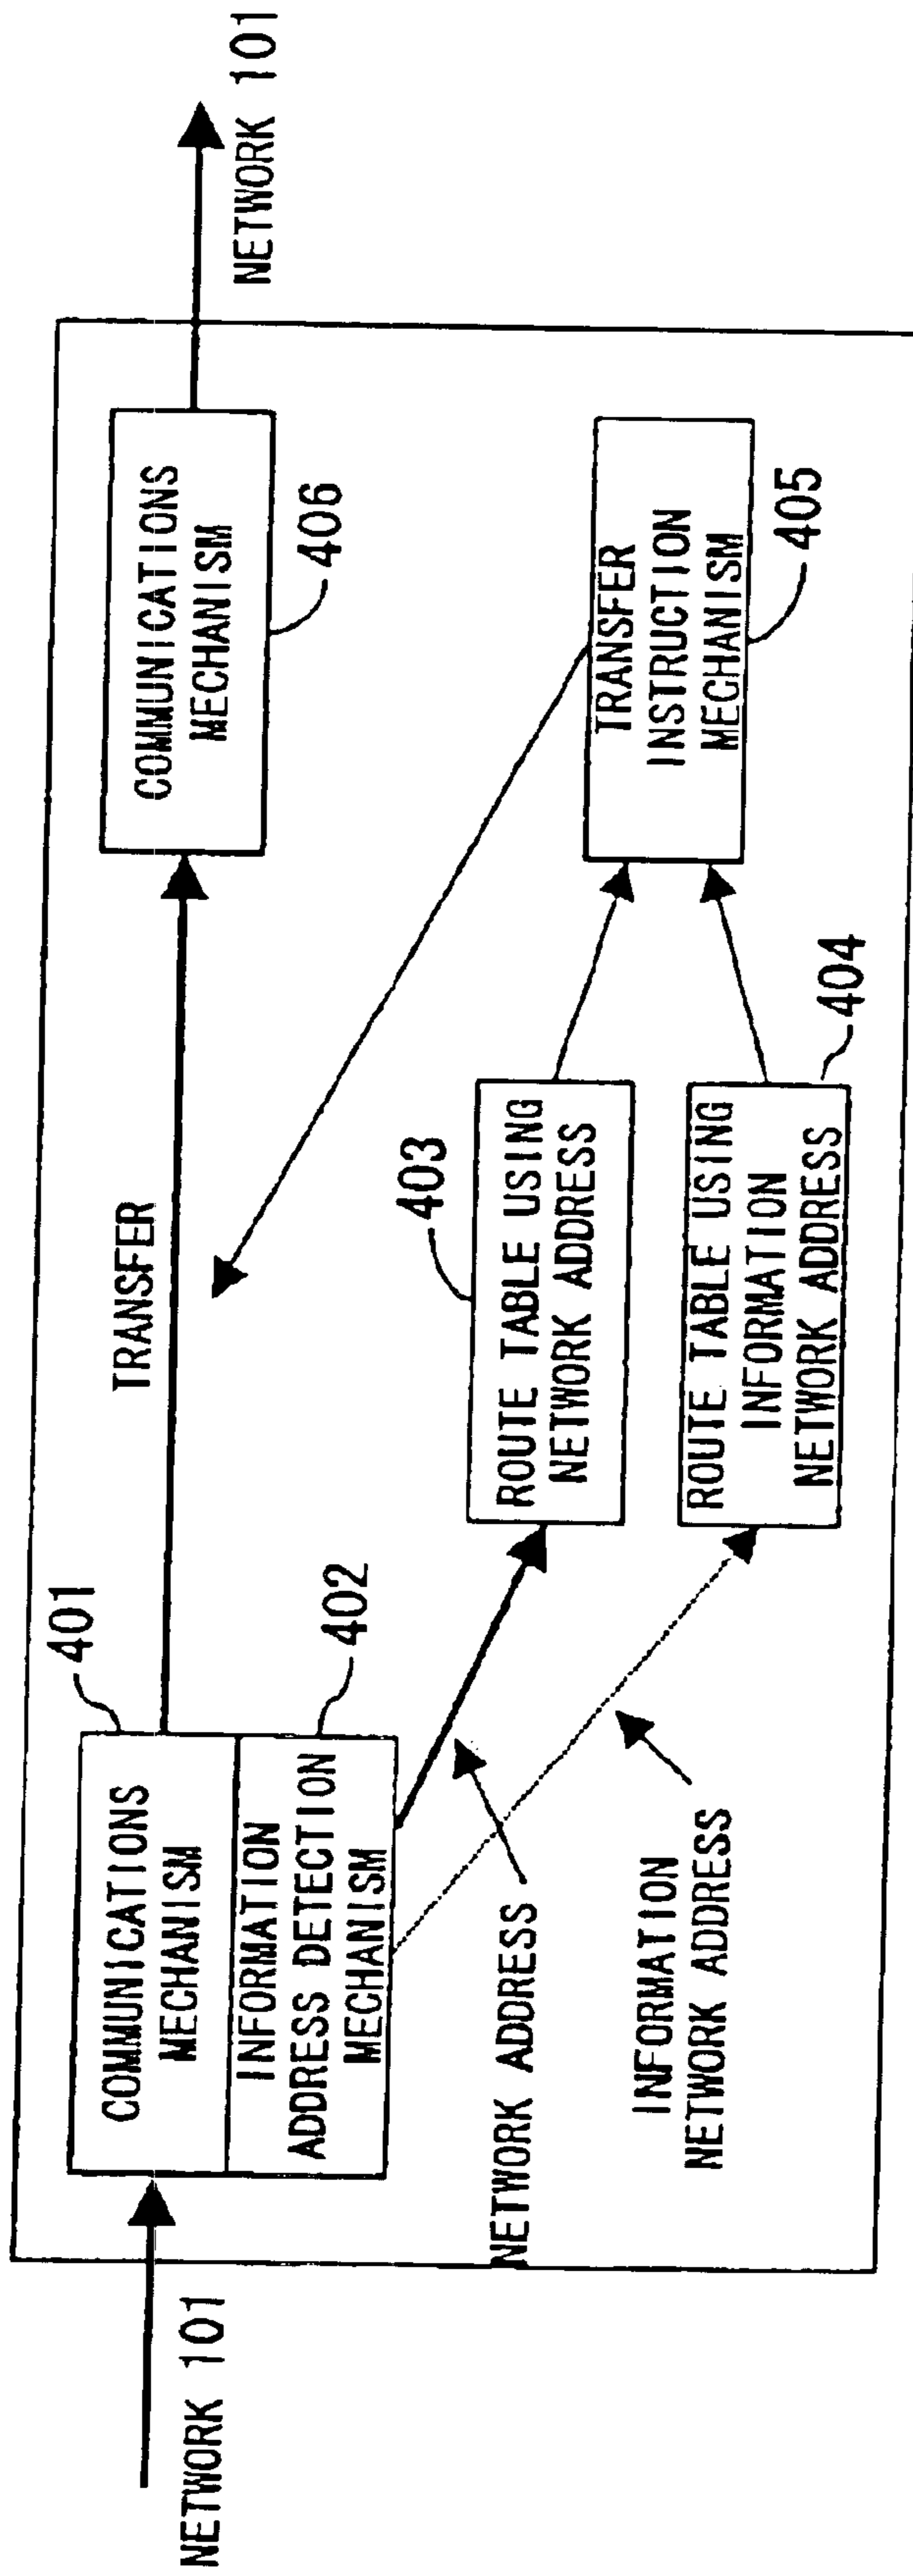 NETWORK 101
COMMUNICATIONS
MECHANISM
401
INFORMATION
ADDRESS DETECTION
MECHANISM
402
TRANSFER
COMMUNICATIONS
MECHANISM
406
NETWORK 101
NETWORK ADDRESS
INFORMATION
NETWORK ADDRESS
403
ROUTE TABLE USING
NETWORK ADDRESS
ROUTE TABLE USING
INFORMATION
NETWORK ADDRESS
404
TRANSFER
INSTRUCTION
MECHANISM
405